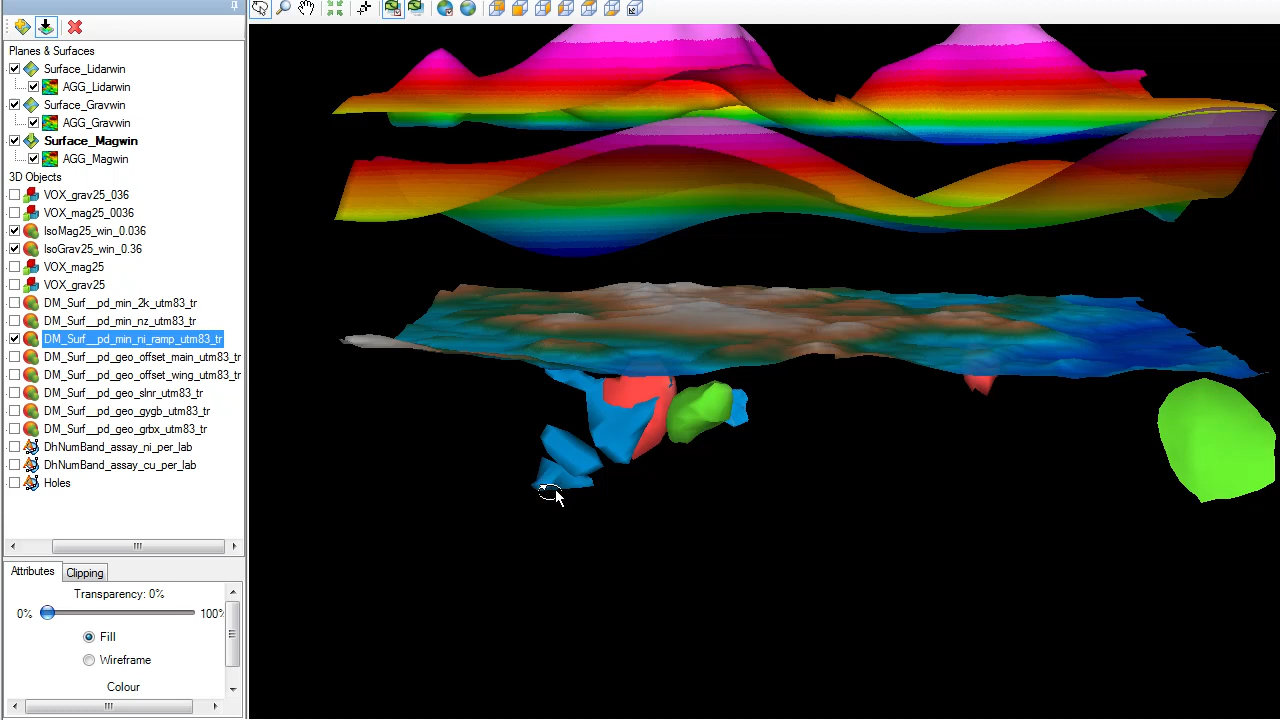 Planes & Surfaces
Surface_Lidarwin
AGG_Lidarwin
Surface_Gravwin
AGG_Gravwin
Surface_Magwin
AGG_Magwin
3D Objects
VOX_grav25_036
VOX_mag25_0036
IsoMag25_win_0.036
IsoGrav25_win_0.36
VOX_mag25
VOX_grav25
DM_Surf__pd_min_2k_utm83_tr
DM_Surf__pd_min_nz_utm83_tr
DM_Surf__pd_min_ni_ramp_utm83_tr
DM_Surf__pd_geo_offset_main_utm83_tr
DM_Surf__pd_geo_offset_wing_utm83_tr
DM_Surf__pd_geo_slnr_utm83_tr
DM_Surf__pd_geo_gygb_utm83_tr
DM_Surf__pd_geo_grbx_utm83_tr
DhNumBand_assay_ni_per_lab
DhNumBand_assay_cu_per_lab
Holes
Attributes Clipping
Transparency: 0%
0% 100%
Fill
Wireframe
Colour